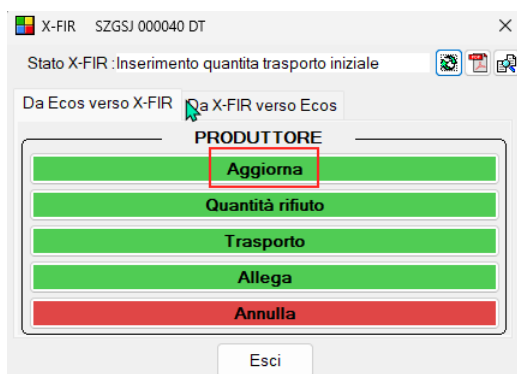 X-FIR SZGSJ 000040 DT
Stato X-FIR : Inserimento quantita trasporto iniziale
Da Ecos verso X-FIR Da X-FIR verso Ecos
PRODUTTORE
Aggiorna
Quantità rifiuto
Trasporto
Allega
Annulla
Esci